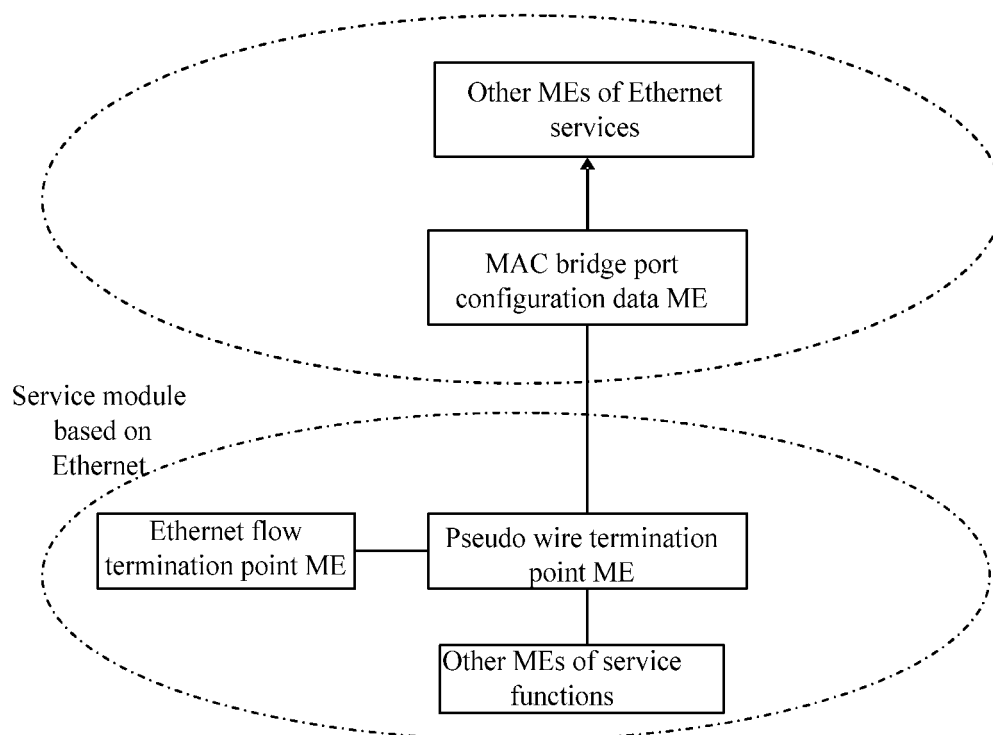 Other MEs of Ethernet
services
MAC bridge port
configuration data ME
Service module
based on
Ethernet
Ethernet flow
termination point ME
Pseudo wire termination
point ME
Other MEs of service
functions